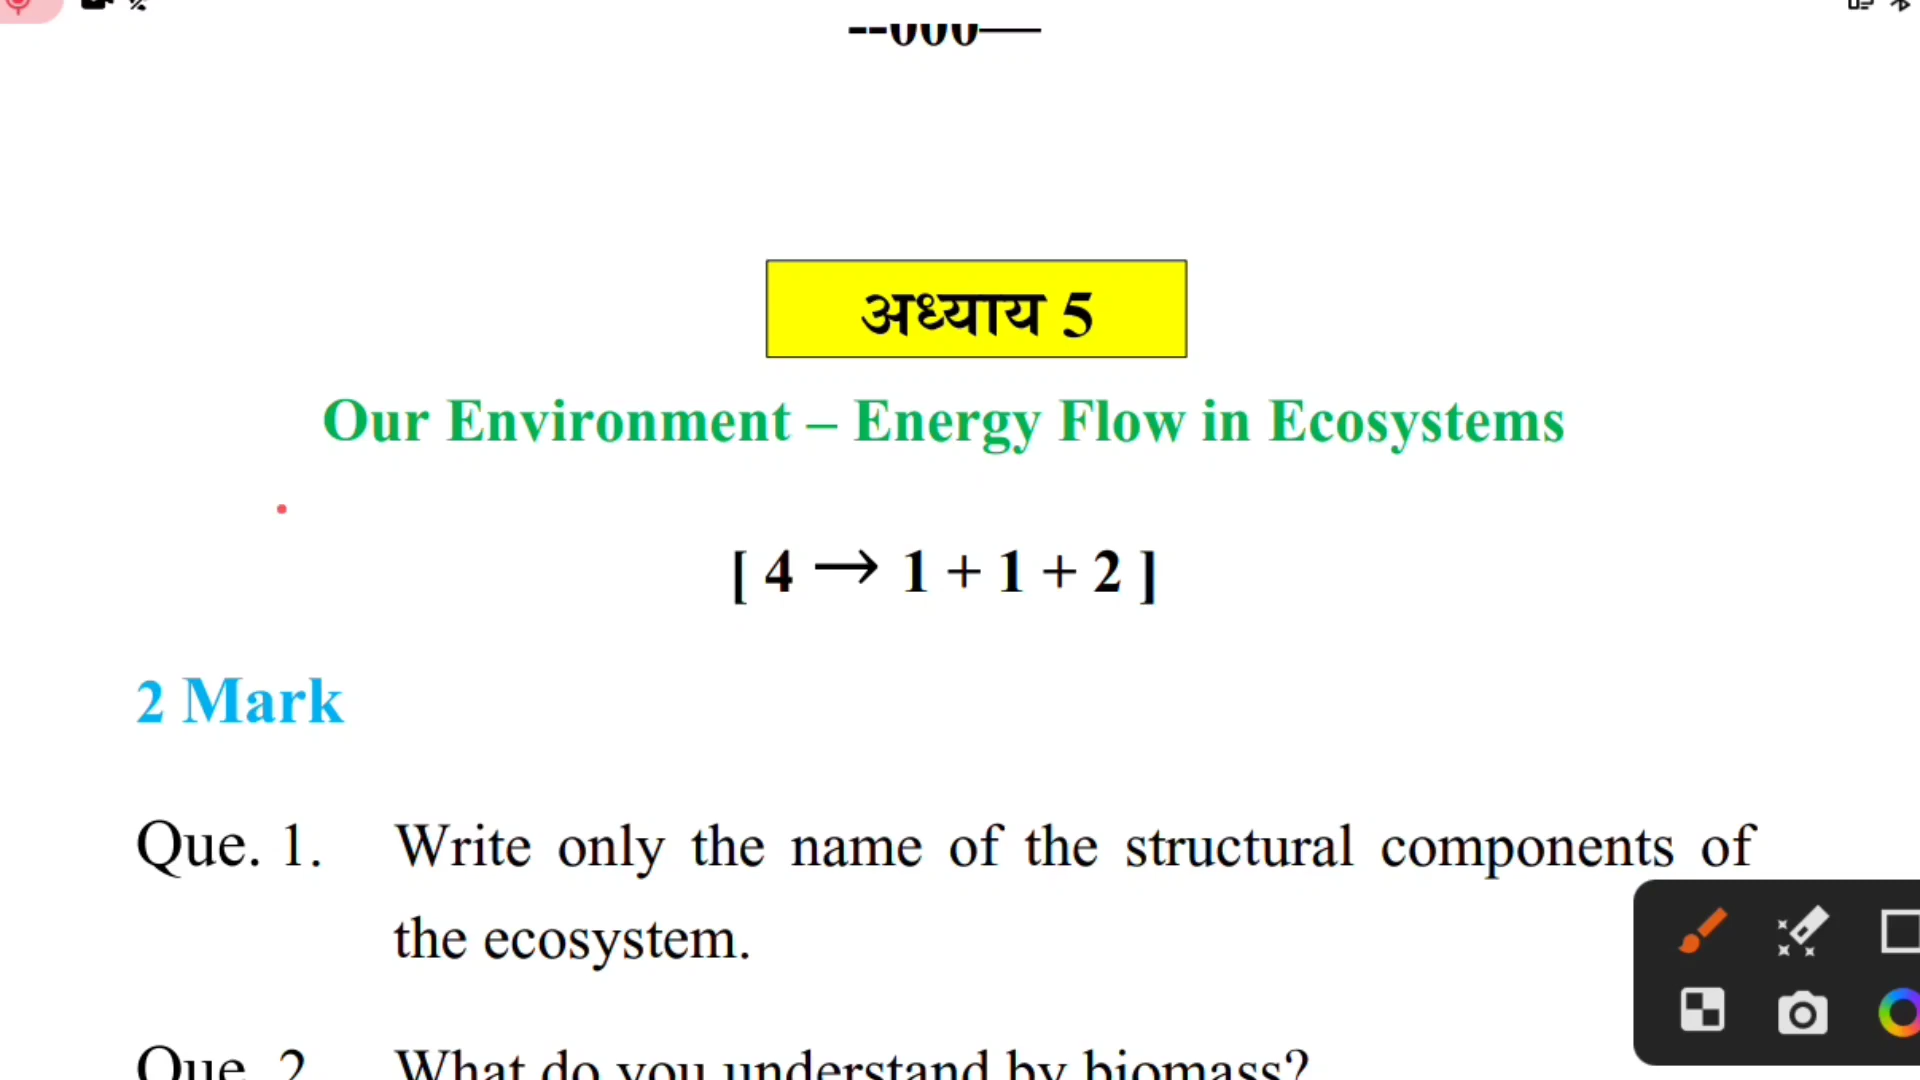 --000—
अध्याय 5
Our Environment – Energy Flow in Ecosystems
[ 4 → 1 + 1 + 2 ]
2 Mark
Que. 1. Write only the name of the structural components of
the ecosystem.
Que. 2. What do you understand by biomass?